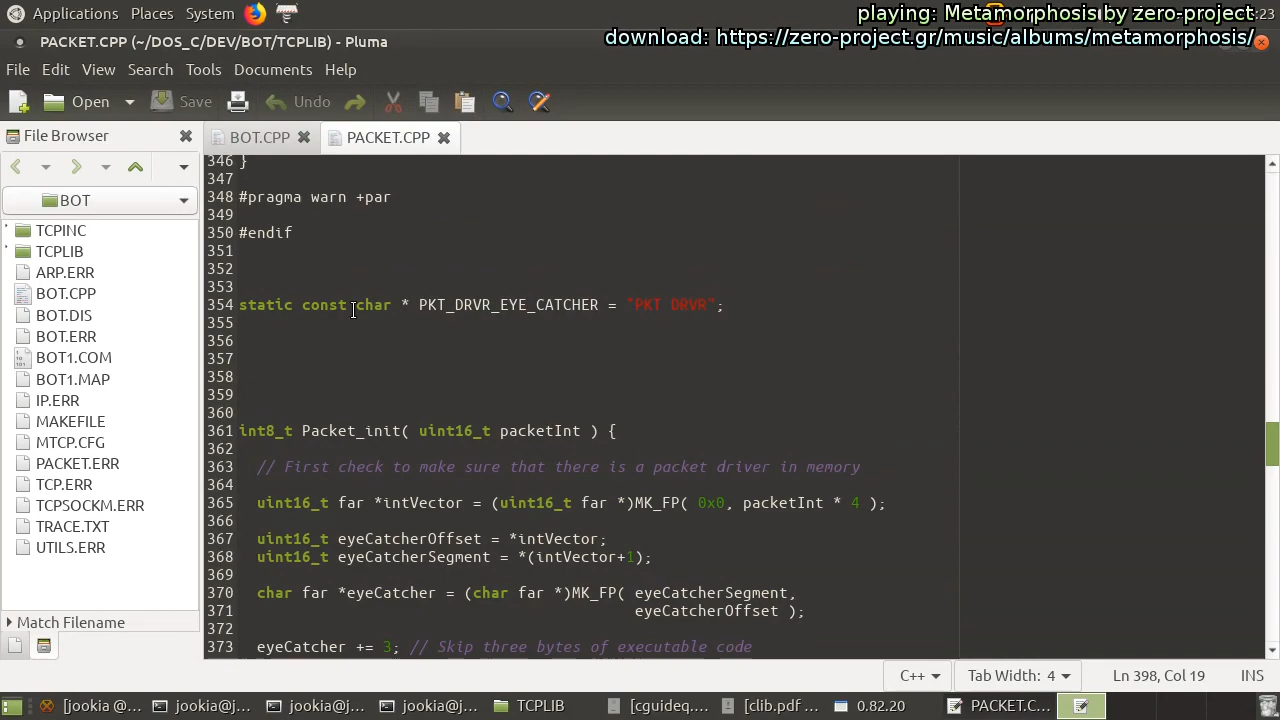 Applications Places System
playing: Metamorphosis by zero-project
:23
PACKET.CPP (~/DOS_C/DEV/BOT/TCPLIB) - Pluma
download: https://zero-project.gr/music/albums/metamorphosis/
File Edit View Search Tools Documents Help
Open Save Undo
File Browser
BOT.CPP
PACKET.CPP
BOT
TCPINC
TCPLIB
ARP.ERR
BOT.CPP
BOT.DIS
BOT.ERR
BOT1.COM
BOT1.MAP
IP.ERR
MAKEFILE
MTCP.CFG
PACKET.ERR
TCP.ERR
TCPSOCKM.ERR
TRACE.TXT
UTILS.ERR
Match Filename
346 }
347
348 #pragma warn +par
349
350 #endif
351
352
353
354 static const char * PKT_DRVR_EYE_CATCHER = "PKT DRVR";
355
356
357
358
359
360
361 int8_t Packet_init( uint16_t packetInt ) {
362
363 // First check to make sure that there is a packet driver in memory
364
365 uint16_t far *intVector = (uint16_t far *)MK_FP( 0x0, packetInt * 4 );
366
367 uint16_t eyeCatcherOffset = *intVector;
368 uint16_t eyeCatcherSegment = *(intVector+1);
369
370 char far *eyeCatcher = (char far *)MK_FP( eyeCatcherSegment,
371 eyeCatcherOffset );
372
373 eyeCatcher += 3; // Skip three bytes of executable code
C++ Tab Width: 4 Ln 398, Col 19 INS
[jookia @... jookia@j... jookia@j... jookia@j... TCPLIB [cguideq.... [clib.pdf ... 0.82.20 PACKET.C...